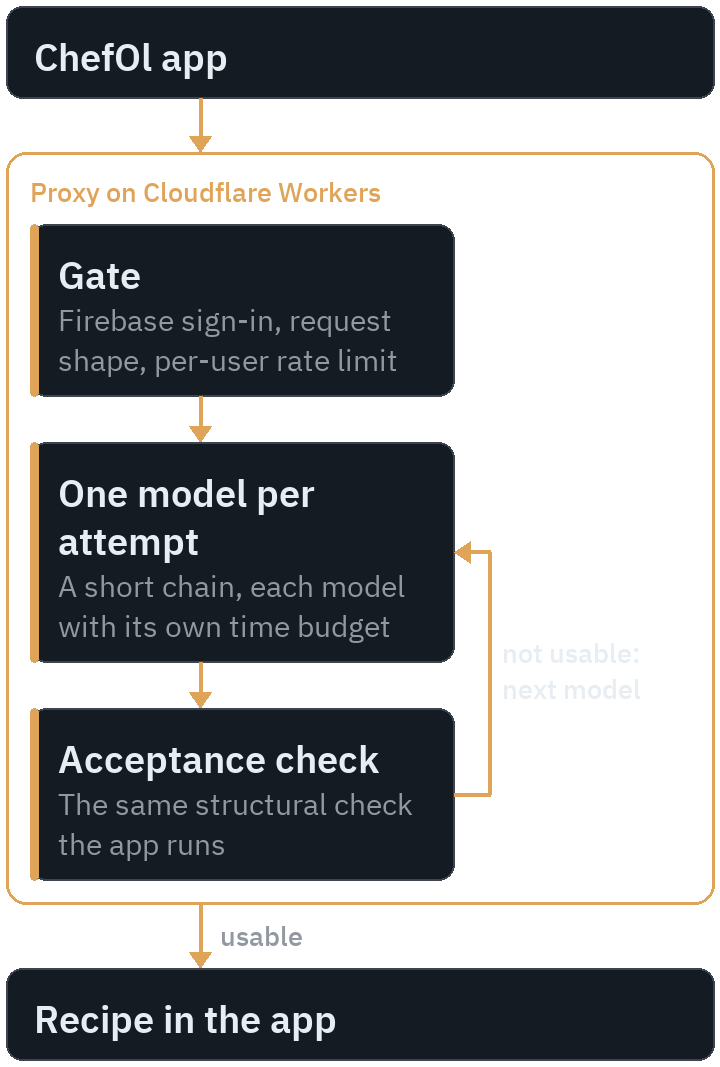 ChefOl app
Proxy on Cloudflare Workers
Gate
Firebase sign-in, request
shape, per-user rate limit
One model per
attempt
A short chain, each model
with its own time budget
not usable:
next model
Acceptance check
The same structural check
the app runs
usable
Recipe in the app